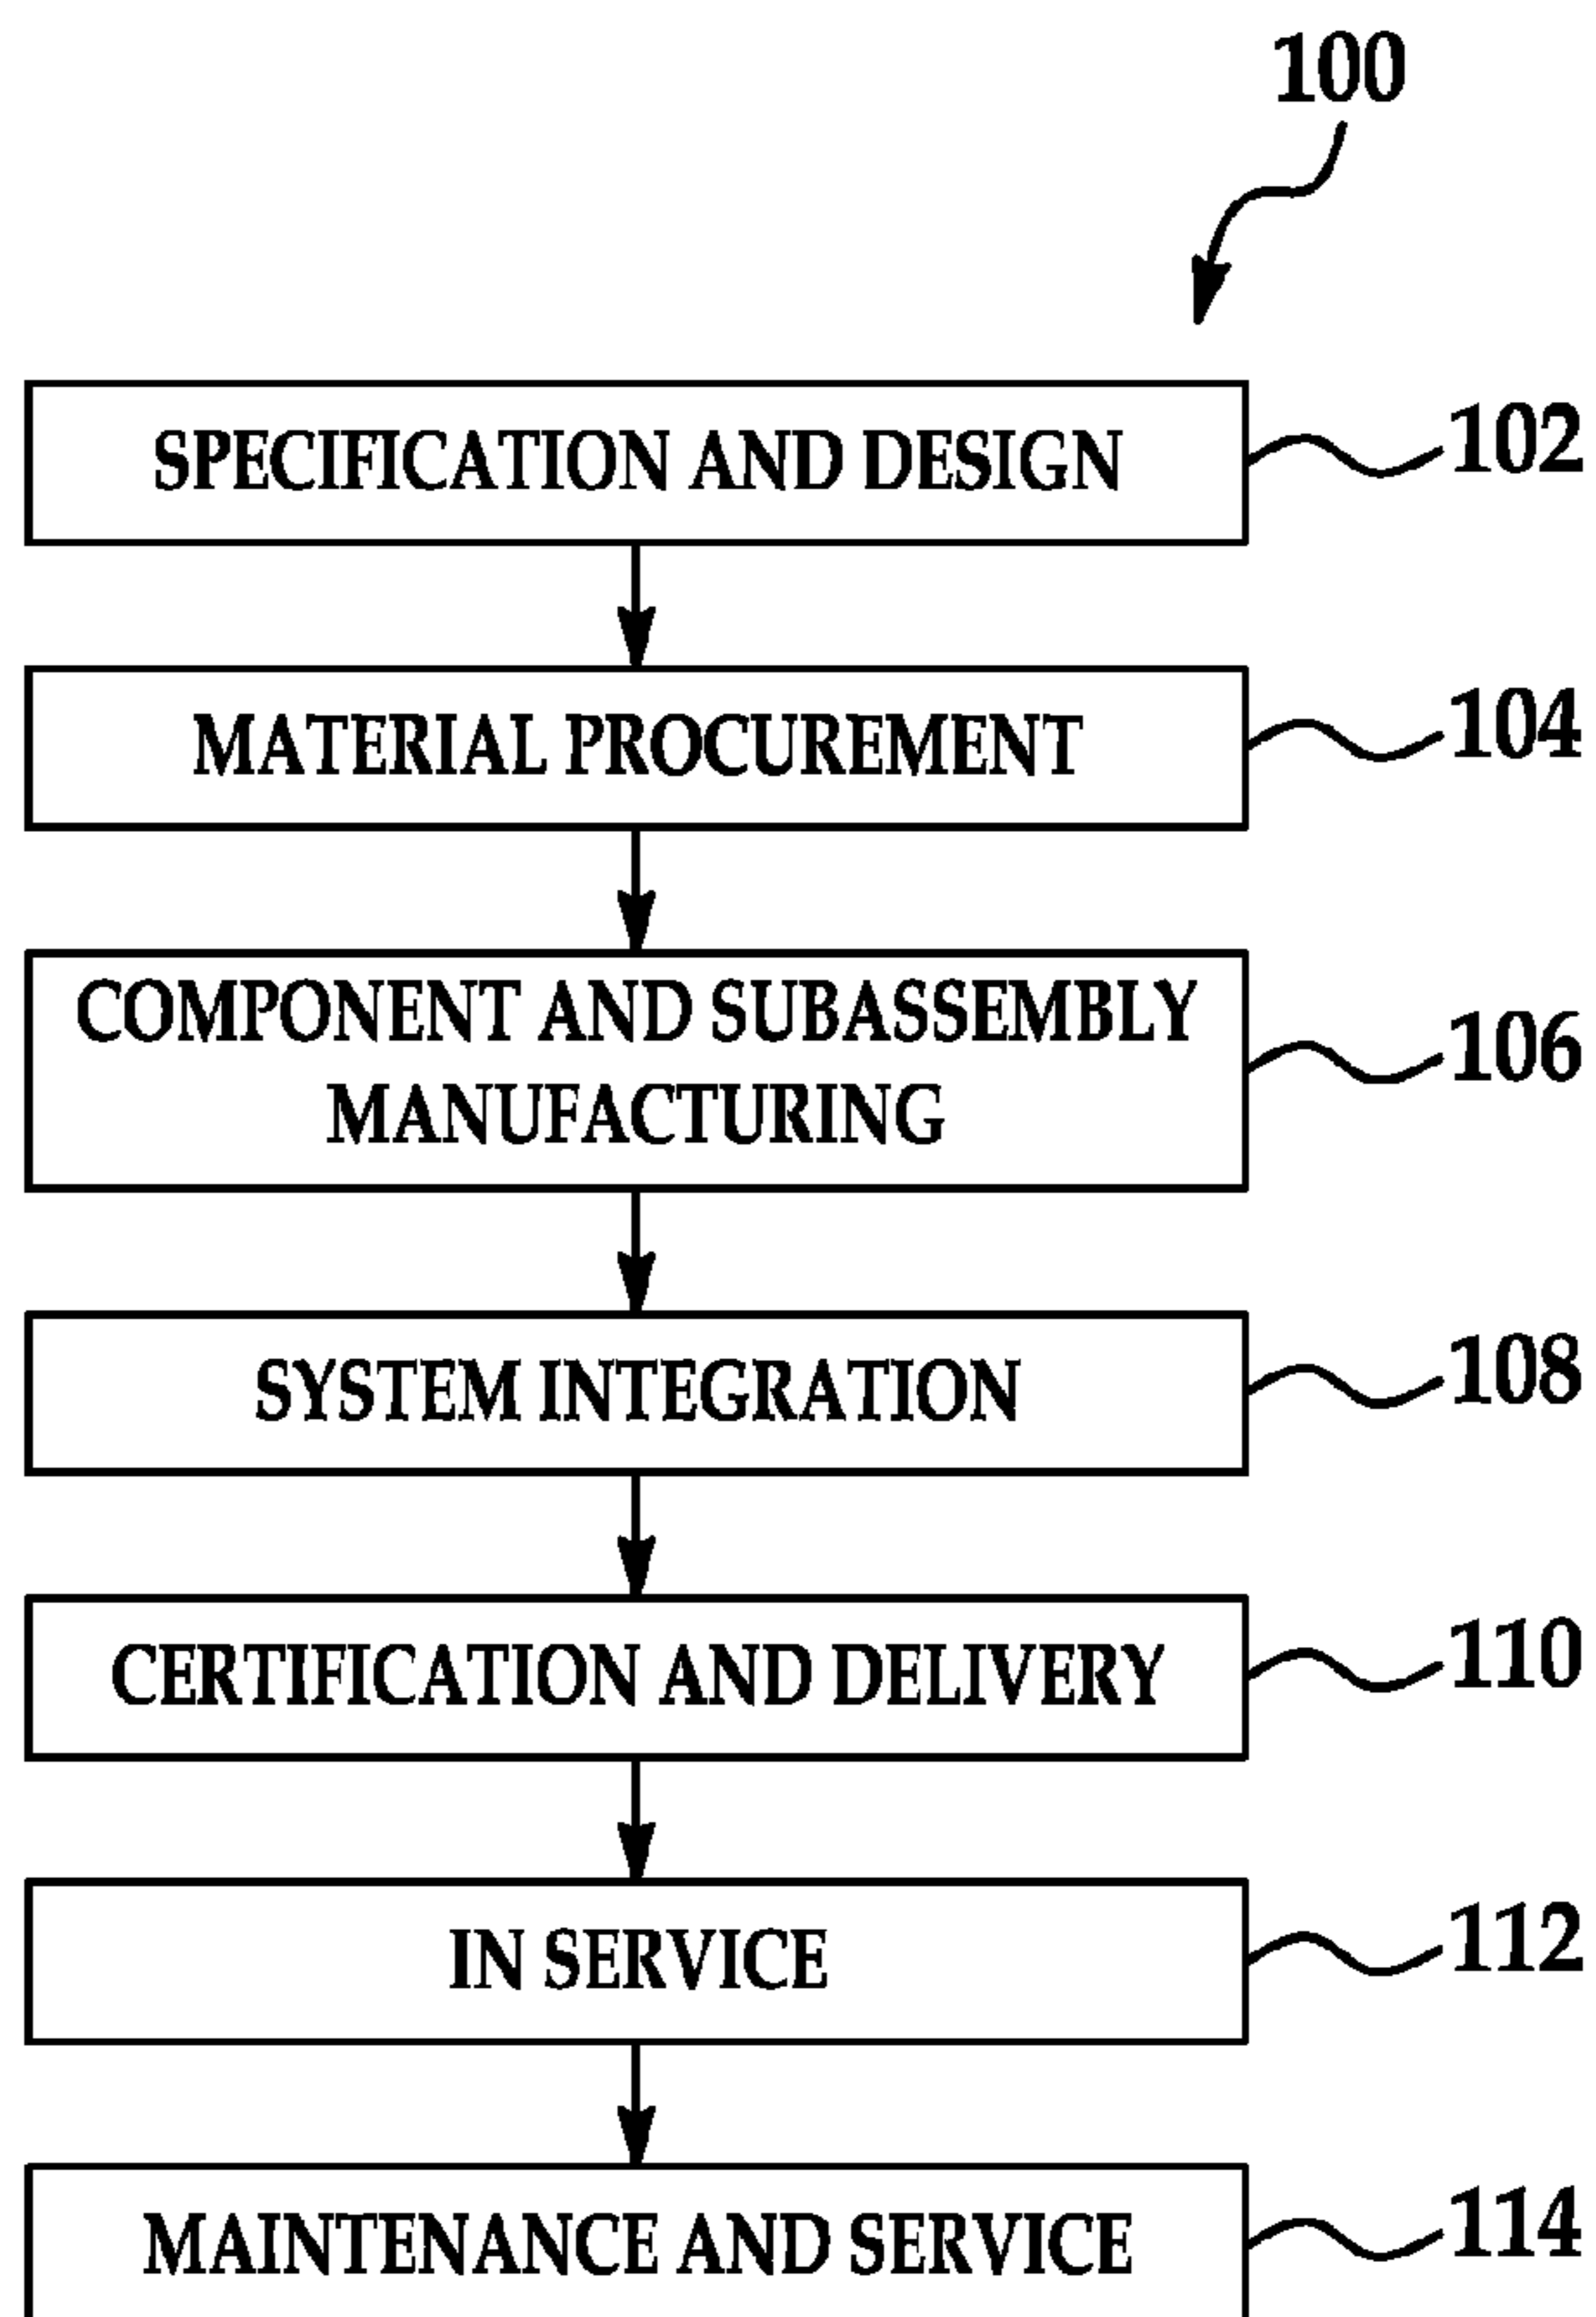 100
SPECIFICATION AND DESIGN 102
MATERIAL PROCUREMENT 104
COMPONENT AND SUBASSEMBLY
MANUFACTURING
106
SYSTEM INTEGRATION 108
CERTIFICATION AND DELIVERY 110
IN SERVICE 112
MAINTENANCE AND SERVICE 114